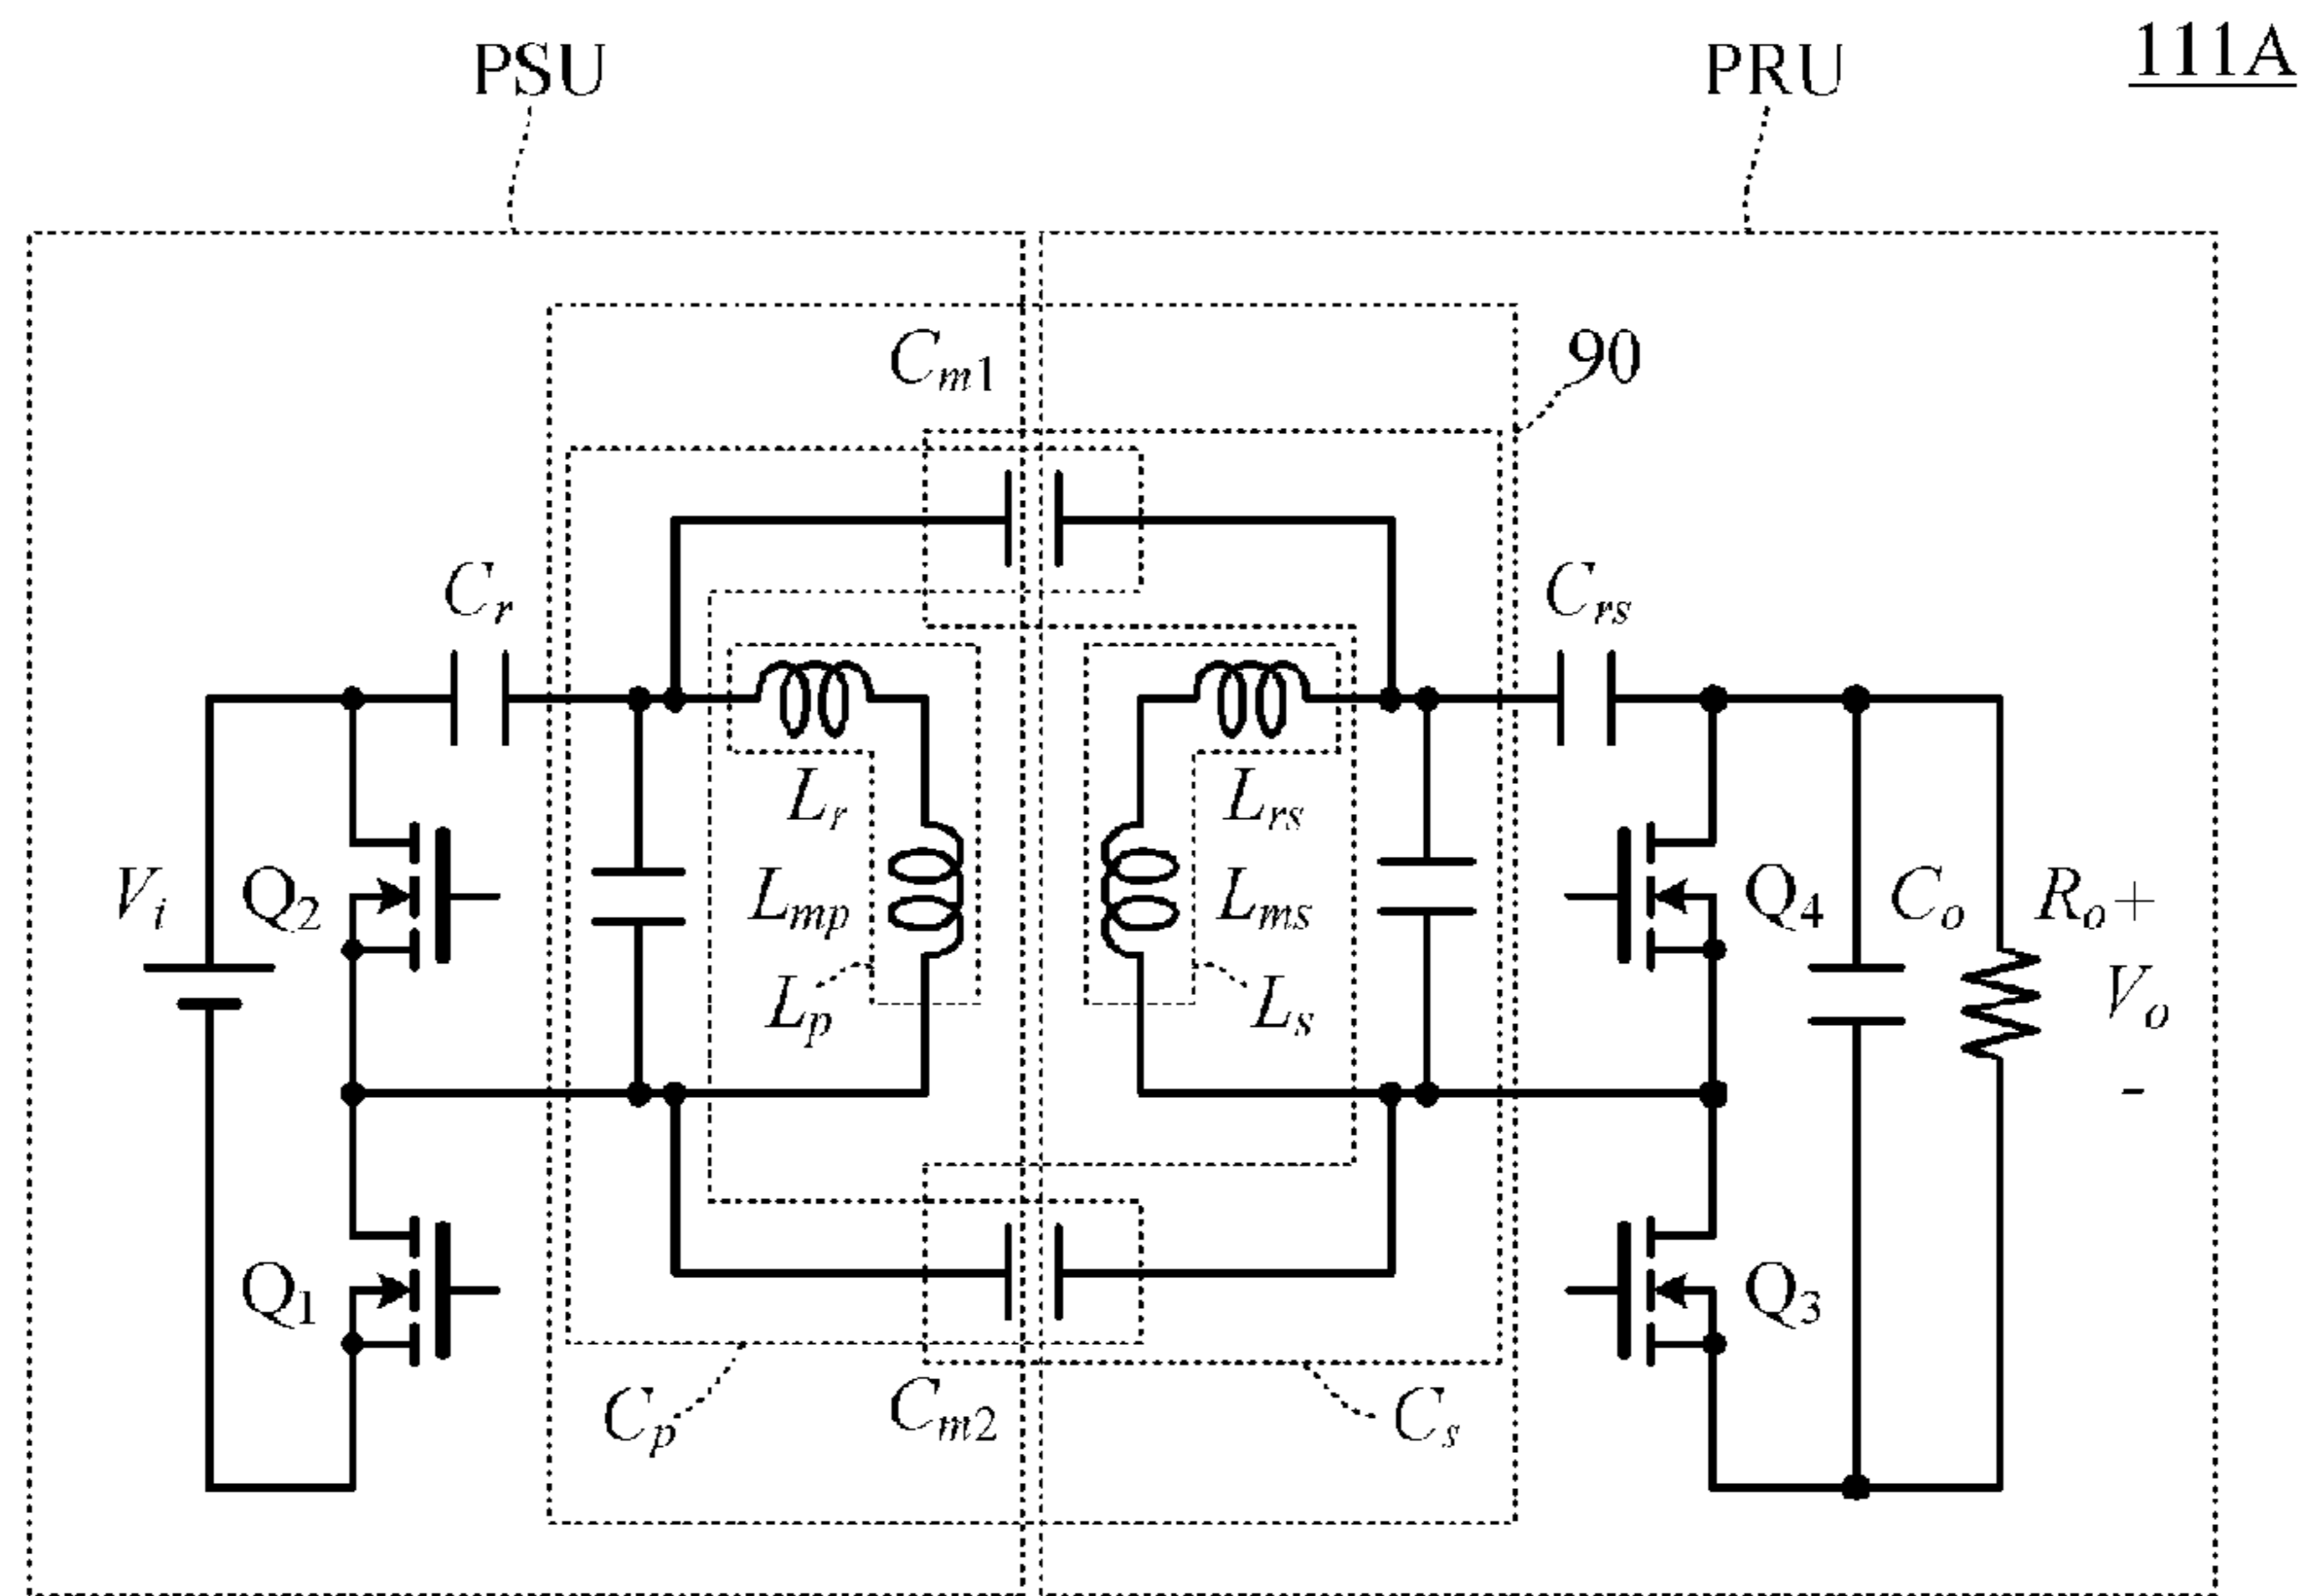 PSU
PRU
111A
90
Cm1
Cr
Crs
Lr
Lrs
Vi
Q2
Lmp
Lms
Q4
Co
Ro
+
Vo
-
Lp
Ls
Q1
Q3
Cp
Cm2
Cs